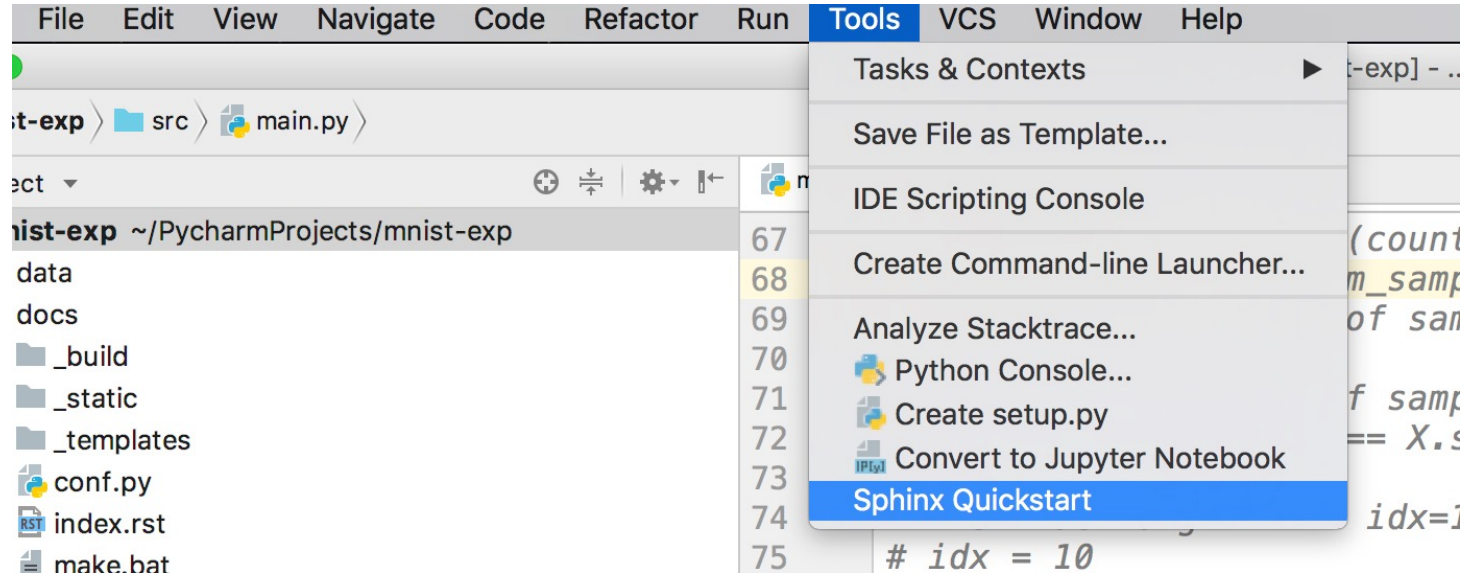 File Edit View Navigate Code Refactor Run Tools VCS Window Help
Tasks & Contexts
t-exp] - ..
st-exp src main.py
Save File as Template...
ect
IDE Scripting Console
nist-exp ~/PycharmProjects/mnist-exp
67 (count
Create Command-line Launcher...
data
68 m_samp
docs
69 of sam
Analyze Stacktrace...
_build
70
Python Console...
_static
71 f samp
Create setup.py
_templates
72 == X.s
Convert to Jupyter Notebook
conf.py
73
Sphinx Quickstart
RST index.rst
74 idx=1
make.bat
75 # idx = 10